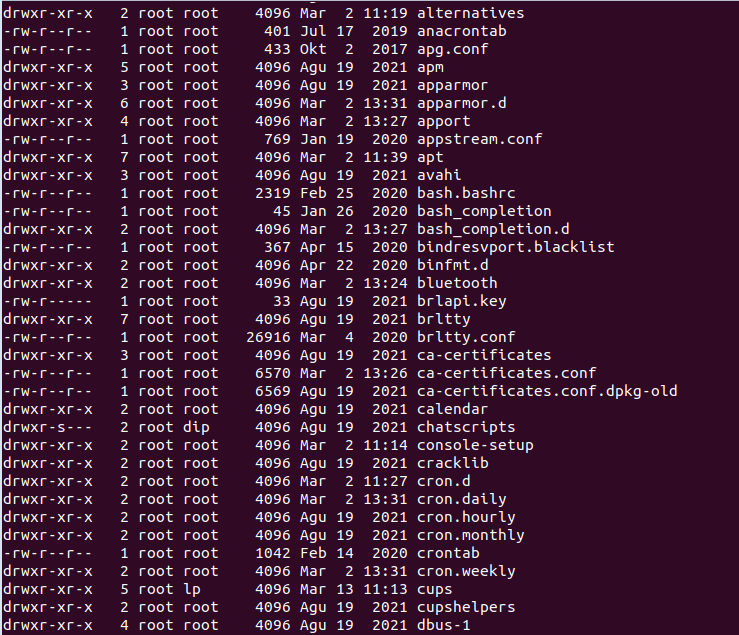 drwxr-xr-x   2 root root    4096 Mar  2 11:19 alternatives
-rw-r--r--   1 root root     401 Jul 17  2019 anacrontab
-rw-r--r--   1 root root     433 Okt  2  2017 apg.conf
drwxr-xr-x   5 root root    4096 Agu 19  2021 apm
drwxr-xr-x   3 root root    4096 Agu 19  2021 apparmor
drwxr-xr-x   6 root root    4096 Mar  2 13:31 apparmor.d
drwxr-xr-x   4 root root    4096 Mar  2 13:27 apport
-rw-r--r--   1 root root     769 Jan 19  2020 appstream.conf
drwxr-xr-x   7 root root    4096 Mar  2 11:39 apt
drwxr-xr-x   3 root root    4096 Agu 19  2021 avahi
-rw-r--r--   1 root root    2319 Feb 25  2020 bash.bashrc
-rw-r--r--   1 root root      45 Jan 26  2020 bash_completion
drwxr-xr-x   2 root root    4096 Mar  2 13:27 bash_completion.d
-rw-r--r--   1 root root     367 Apr 15  2020 bindresvport.blacklist
drwxr-xr-x   2 root root    4096 Apr 22  2020 binfmt.d
drwxr-xr-x   2 root root    4096 Mar  2 13:24 bluetooth
-rw-r-----   1 root root      33 Agu 19  2021 brlapi.key
drwxr-xr-x   7 root root    4096 Agu 19  2021 brltty
-rw-r--r--   1 root root   26916 Mar  4  2020 brltty.conf
drwxr-xr-x   3 root root    4096 Agu 19  2021 ca-certificates
-rw-r--r--   1 root root    6570 Mar  2 13:26 ca-certificates.conf
-rw-r--r--   1 root root    6569 Agu 19  2021 ca-certificates.conf.dpkg-old
drwxr-xr-x   2 root root    4096 Agu 19  2021 calendar
drwxr-s---   2 root dip     4096 Agu 19  2021 chatscripts
drwxr-xr-x   2 root root    4096 Mar  2 11:14 console-setup
drwxr-xr-x   2 root root    4096 Agu 19  2021 cracklib
drwxr-xr-x   2 root root    4096 Mar  2 11:27 cron.d
drwxr-xr-x   2 root root    4096 Mar  2 13:31 cron.daily
drwxr-xr-x   2 root root    4096 Agu 19  2021 cron.hourly
drwxr-xr-x   2 root root    4096 Agu 19  2021 cron.monthly
-rw-r--r--   1 root root    1042 Feb 14  2020 crontab
drwxr-xr-x   2 root root    4096 Mar  2 13:31 cron.weekly
drwxr-xr-x   5 root lp      4096 Mar 13 11:13 cups
drwxr-xr-x   2 root root    4096 Agu 19  2021 cupshelpers
drwxr-xr-x   4 root root    4096 Agu 19  2021 dbus-1